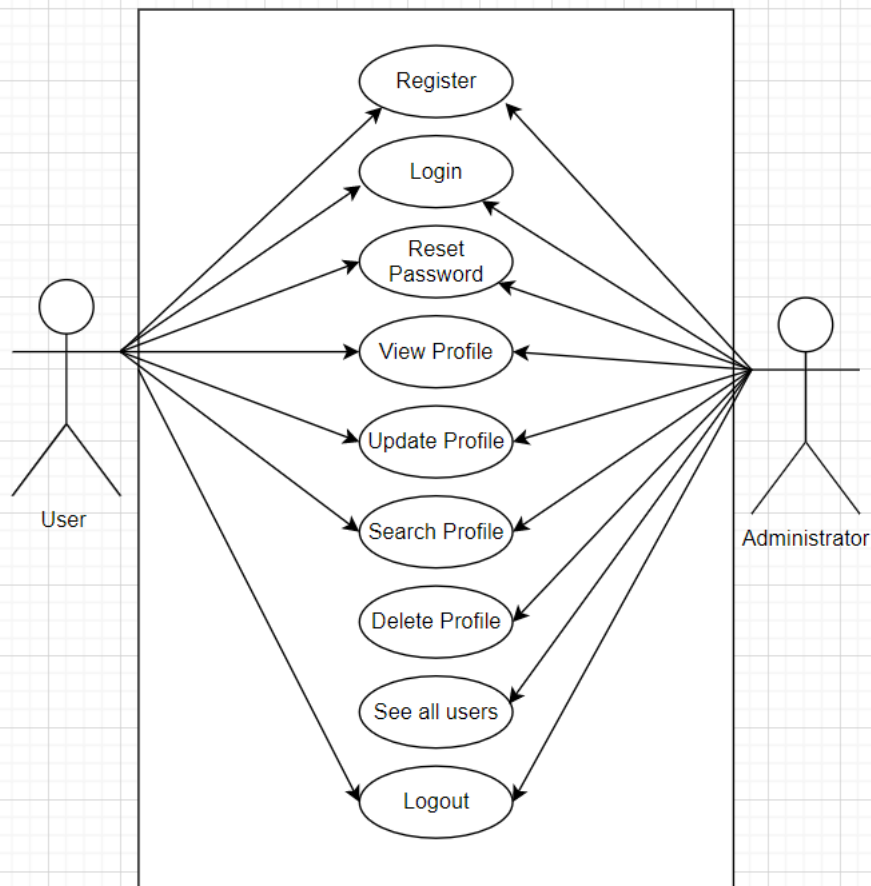 Register
Login
Reset
Password
View Profile
Update Profile
Search Profile
Delete Profile
See all users
Logout
User
Administrator